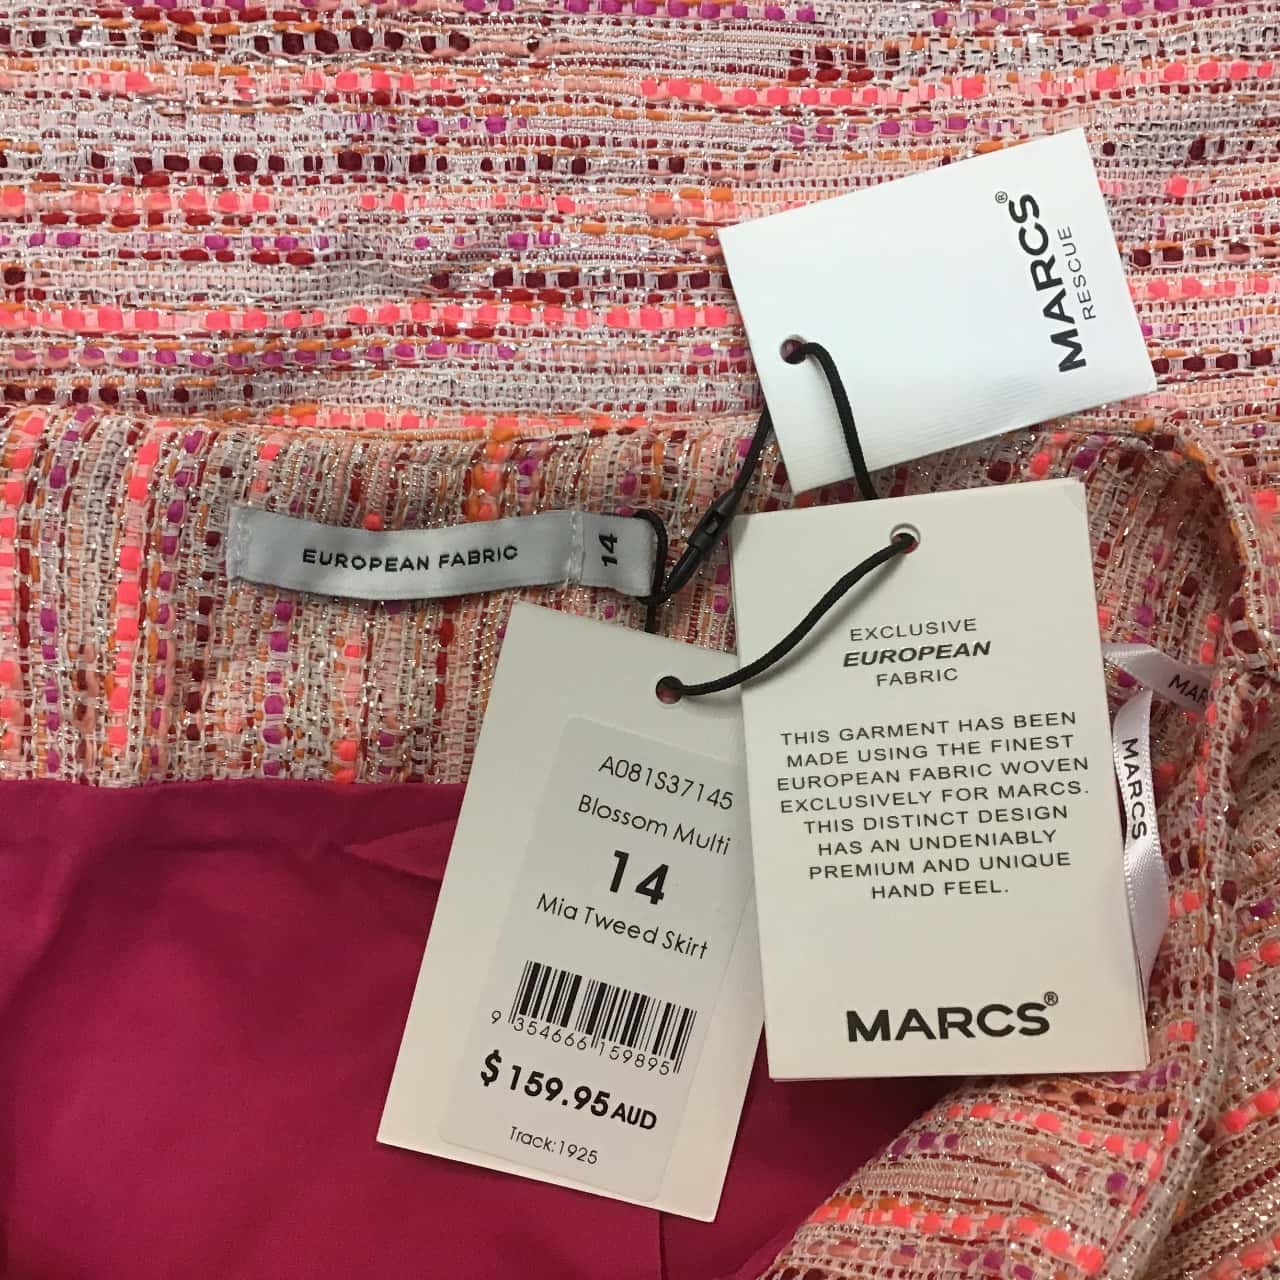 MARCS®
RESCUE
EUROPEAN FABRIC
14
EXCLUSIVE
EUROPEAN
FABRIC
THIS GARMENT HAS BEEN
MADE USING THE FINEST
EUROPEAN FABRIC WOVEN
EXCLUSIVELY FOR MARCS.
THIS DISTINCT DESIGN
HAS AN UNDENIABLY
PREMIUM AND UNIQUE
HAND FEEL.
MARCS®
A081S37145
Blossom Multi
14
Mia Tweed Skirt
9 354666 159895
$159.95AUD
Track:1925
MAR
MARCS